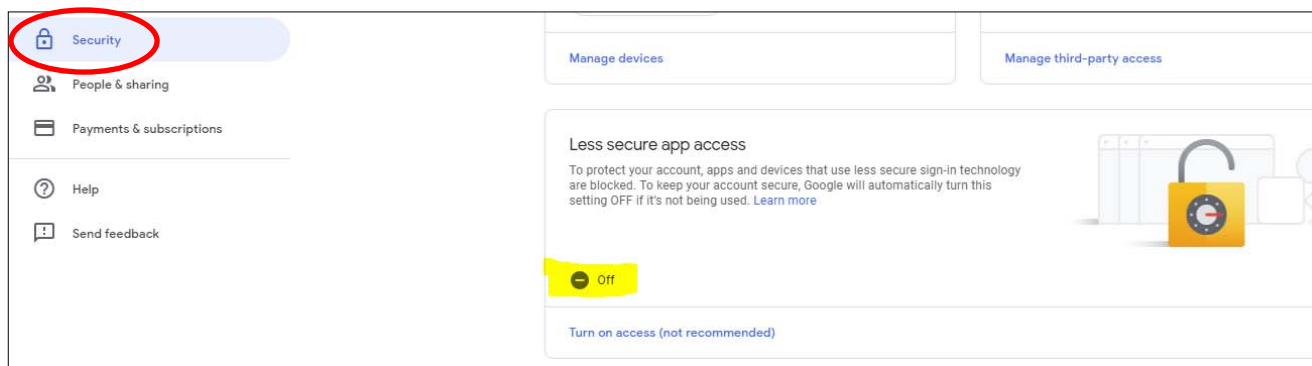 Security
People & sharing
Payments & subscriptions
Help
Send feedback
Manage devices
Manage third-party access
Less secure app access
To protect your account, apps and devices that use less secure sign-in technology
are blocked. To keep your account secure, Google will automatically turn this
setting OFF if it's not being used. Learn more
Off
Turn on access (not recommended)